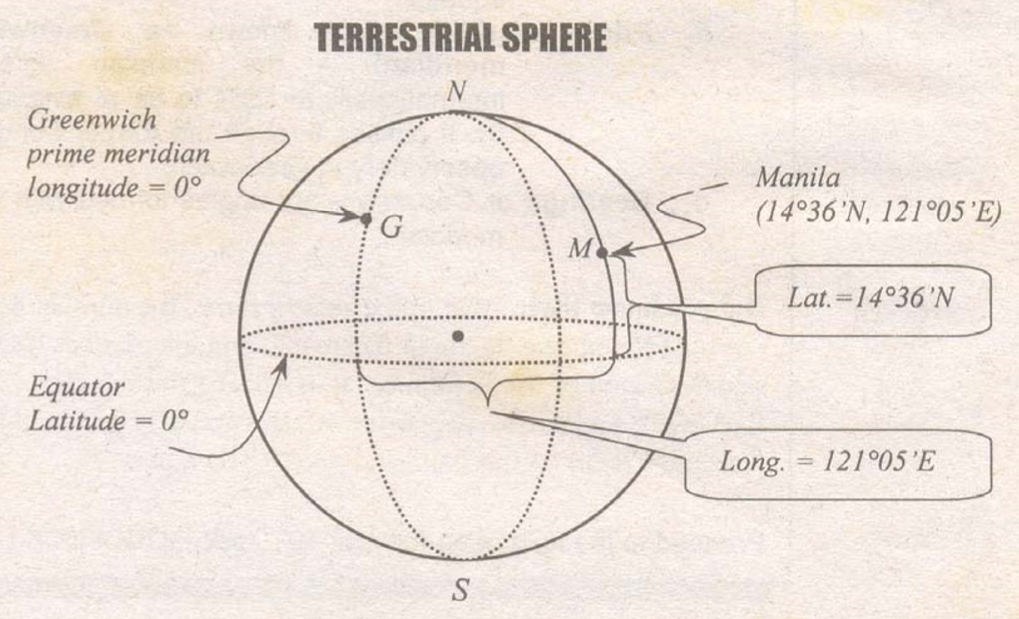 TERRESTRIAL SPHERE
N
Greenwich
prime meridian
longitude = 0°
G
Manila
(14°36'N, 121°05'E)
M
Lat.=14°36'N
Equator
Latitude = 0°
Long. = 121°05'E
S